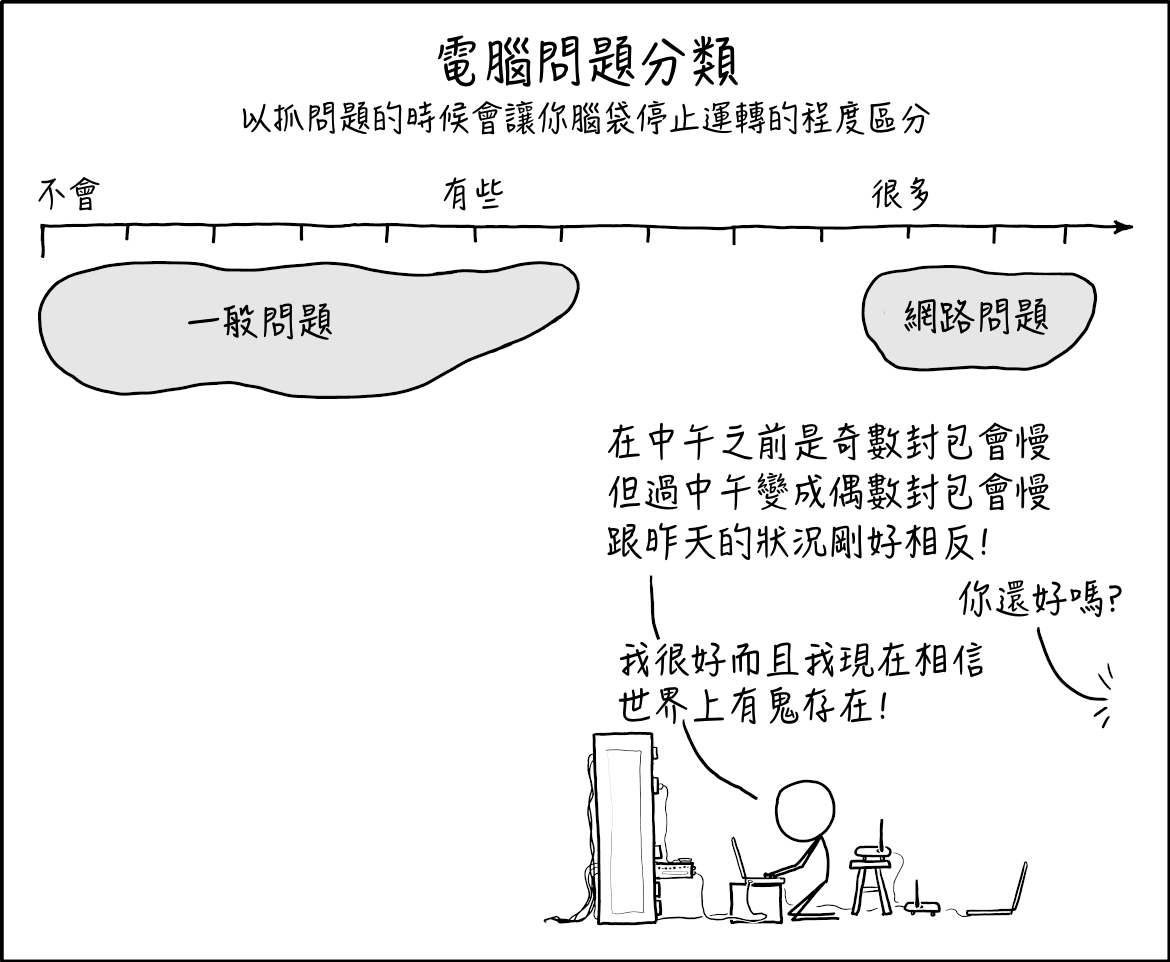 電腦問題分類
以抓問題的時候會讓你腦袋停止運轉的程度區分
不會
有些
很多
一般問題
網路問題
在中午之前是奇數封包會慢
但過中午變成偶數封包會慢
跟昨天的狀況剛好相反!
你還好嗎?
我很好而且我現在相信
世界上有鬼存在!